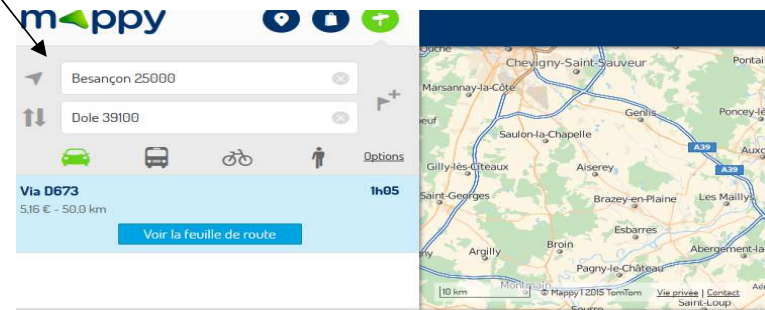 mappy
Besançon 25000
Dole 39100
Options
Via D673 1h05
5,16 € - 50,0 km
Voir la feuille de route
Chevigny-Saint-Sauveur
Marsannay-la-Côte
Genlis
Saulon-la-Chapelle
A39
Gilly-lès-Cîteaux
Aiserey
A39
Saint-Georges
Brazey-en-Plaine
Les Maillys
Esbarres
Broin
Argilly
Abergement-la
Pagny-le-Château
Montmain
10 km
© Mappy | 2015 TomTom
Vie privée | Contact
Saint-Loup